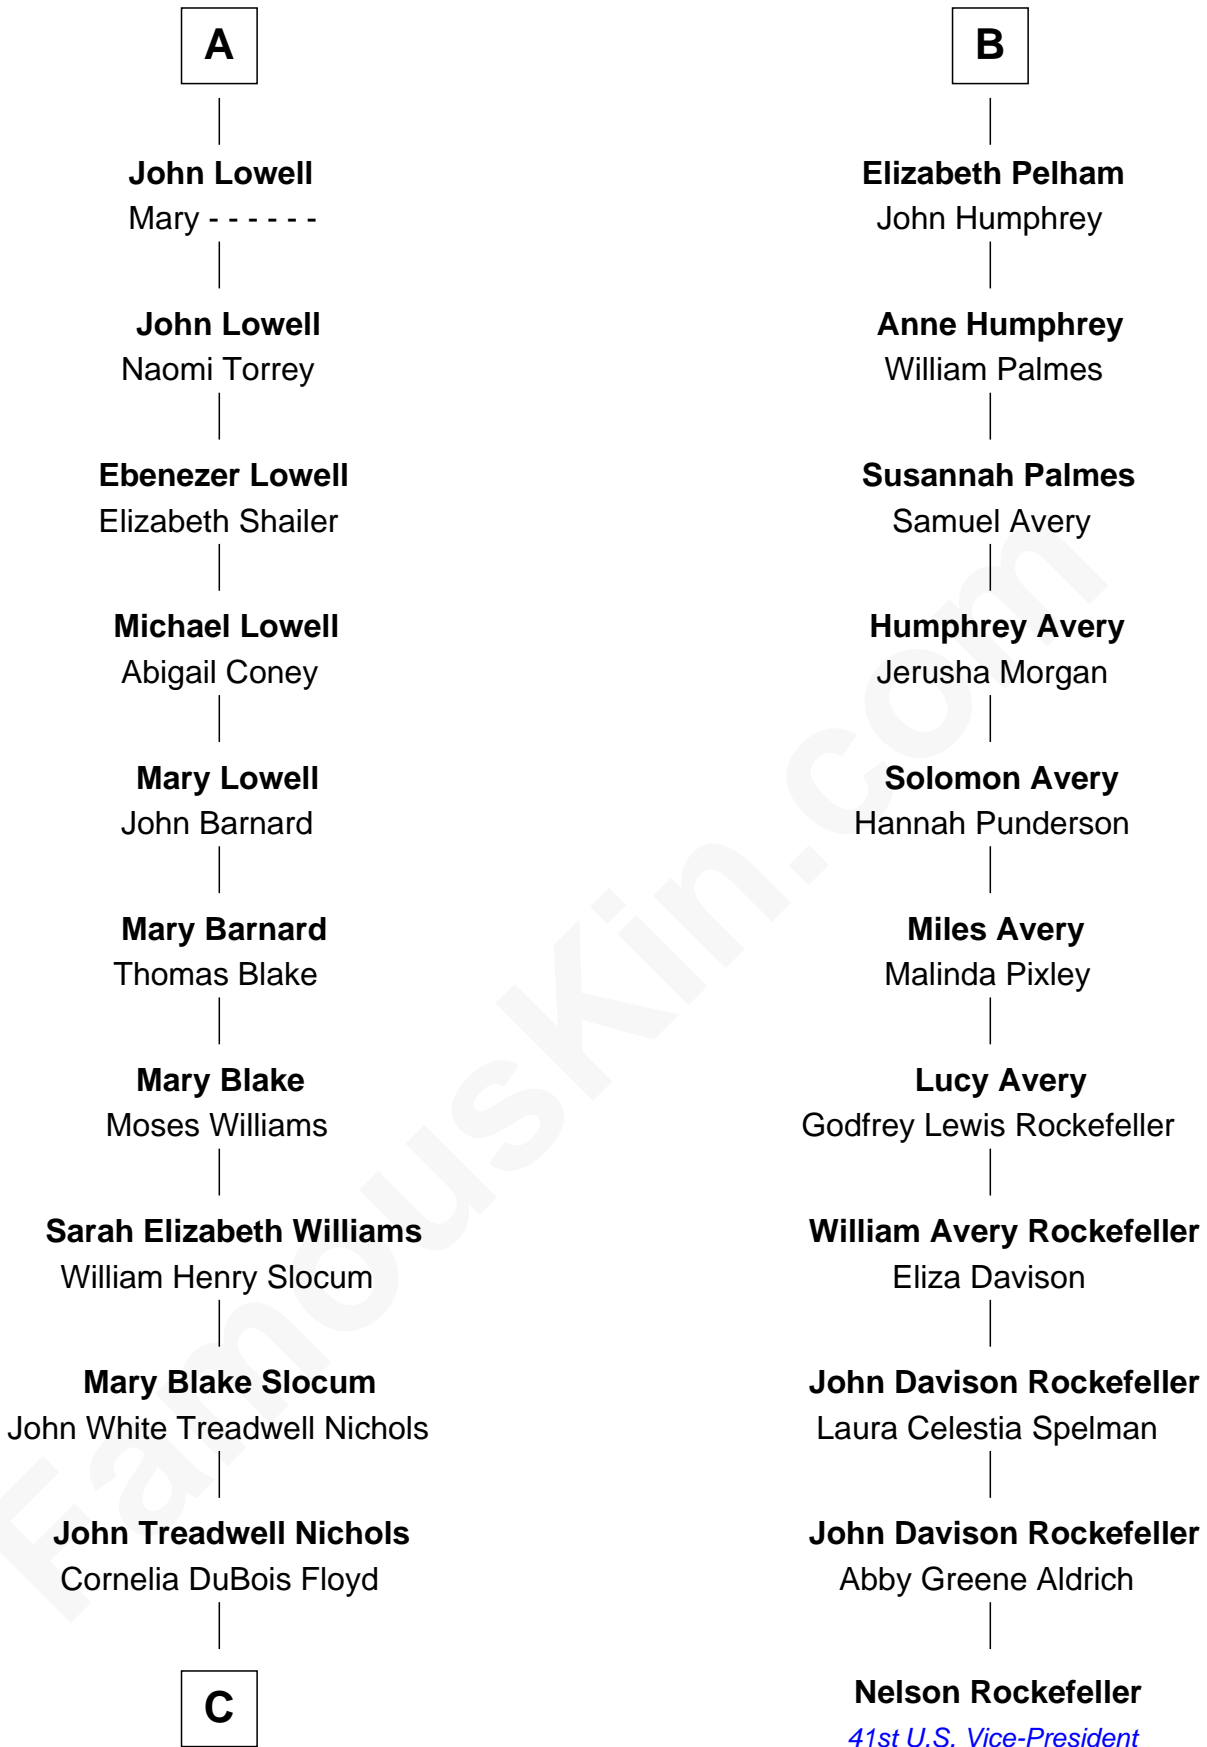 A
John Lowell
Mary - - - - - -
John Lowell
Naomi Torrey
Ebenezer Lowell
Elizabeth Shailer
Michael Lowell
Abigail Coney
Mary Lowell
John Barnard
Mary Barnard
Thomas Blake
Mary Blake
Moses Williams
Sarah Elizabeth Williams
William Henry Slocum
Mary Blake Slocum
John White Treadwell Nichols
John Treadwell Nichols
Cornelia DuBois Floyd
C
B
Elizabeth Pelham
John Humphrey
Anne Humphrey
William Palmes
Susannah Palmes
Samuel Avery
Humphrey Avery
Jerusha Morgan
Solomon Avery
Hannah Punderson
Miles Avery
Malinda Pixley
Lucy Avery
Godfrey Lewis Rockefeller
William Avery Rockefeller
Eliza Davison
John Davison Rockefeller
Laura Celestia Spelman
John Davison Rockefeller
Abby Greene Aldrich
Nelson Rockefeller
41st U.S. Vice-President
FamousKin.com